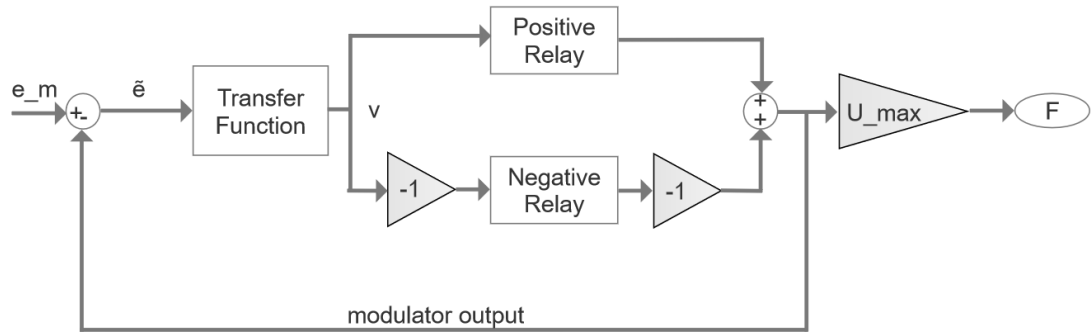 e_m
+
-
ẽ
Transfer
Function
v
Positive
Relay
-1
Negative
Relay
-1
+
+
U_max
F
modulator output